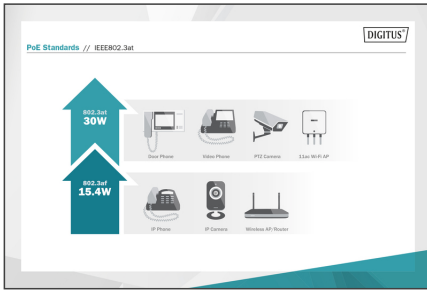 DIGITUS®
PoE Standards // IEEE802.3at
802.3at
30W
Door Phone Video Phone PTZ Camera 11ac Wi-Fi AP
802.3af
15.4W
IP Phone IP Camera Wireless AP/Router